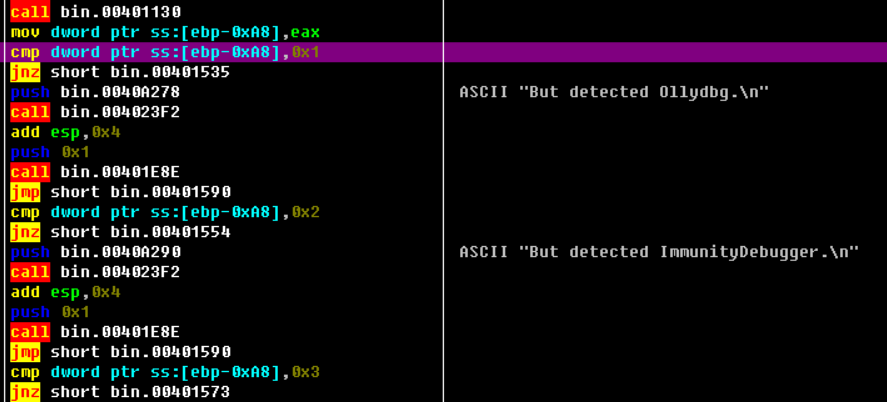 call bin.00401130
mov dword ptr ss:[ebp-0xA8],eax
cmp dword ptr ss:[ebp-0xA8],0x1
jnz short bin.00401535
push bin.0040A278 ASCII "But detected Ollydbg.\n"
call bin.004023F2
add esp,0x4
push 0x1
call bin.00401E8E
jmp short bin.00401590
cmp dword ptr ss:[ebp-0xA8],0x2
jnz short bin.00401554
push bin.0040A290 ASCII "But detected ImmunityDebugger.\n"
call bin.004023F2
add esp,0x4
push 0x1
call bin.00401E8E
jmp short bin.00401590
cmp dword ptr ss:[ebp-0xA8],0x3
jnz short bin.00401573